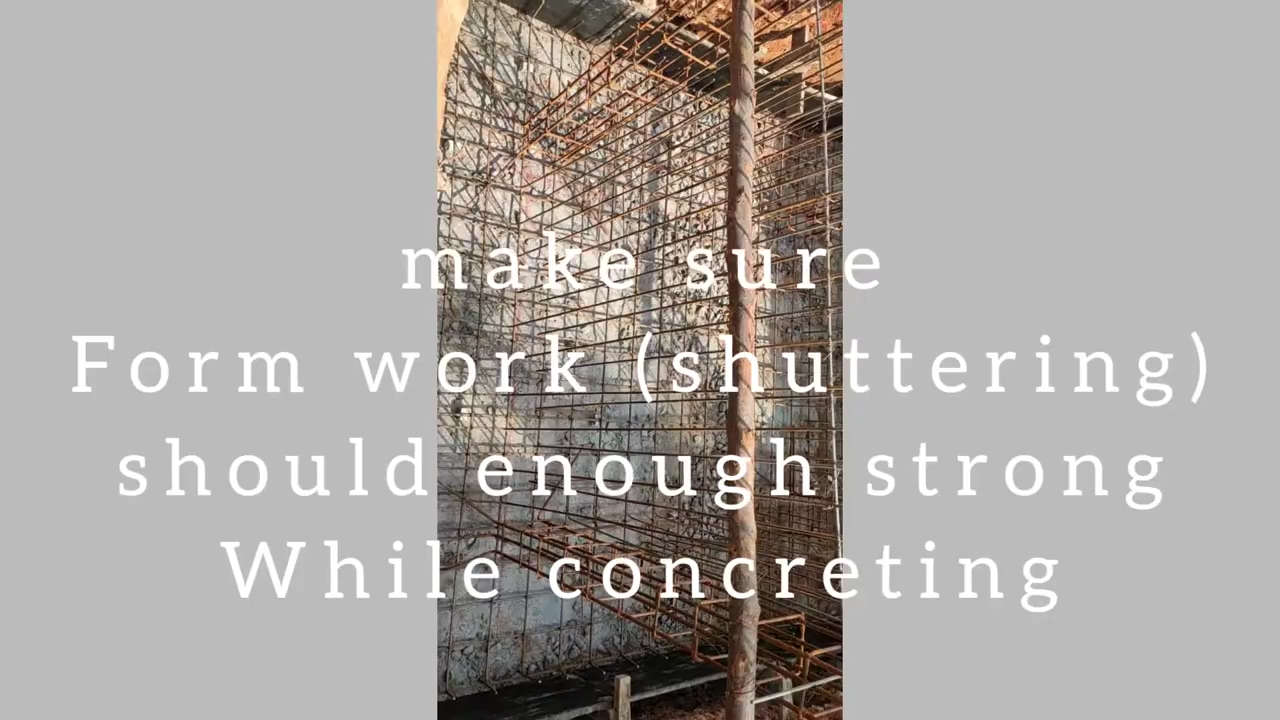 make sure
Form work (shuttering)
should enough strong
While concreting